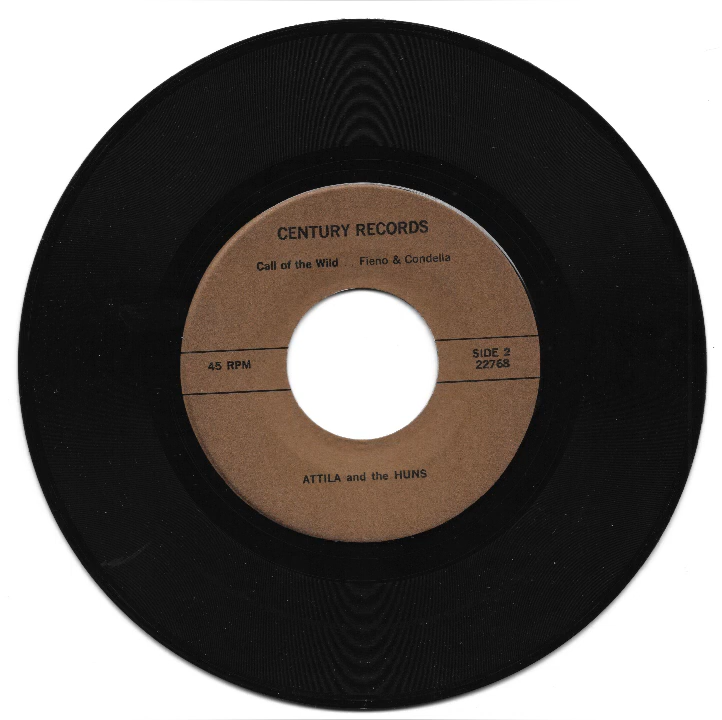 CENTURY RECORDS
Call of the Wild . . Fieno & Condella
45 RPM
SIDE 2
22768
ATTILA and the HUNS